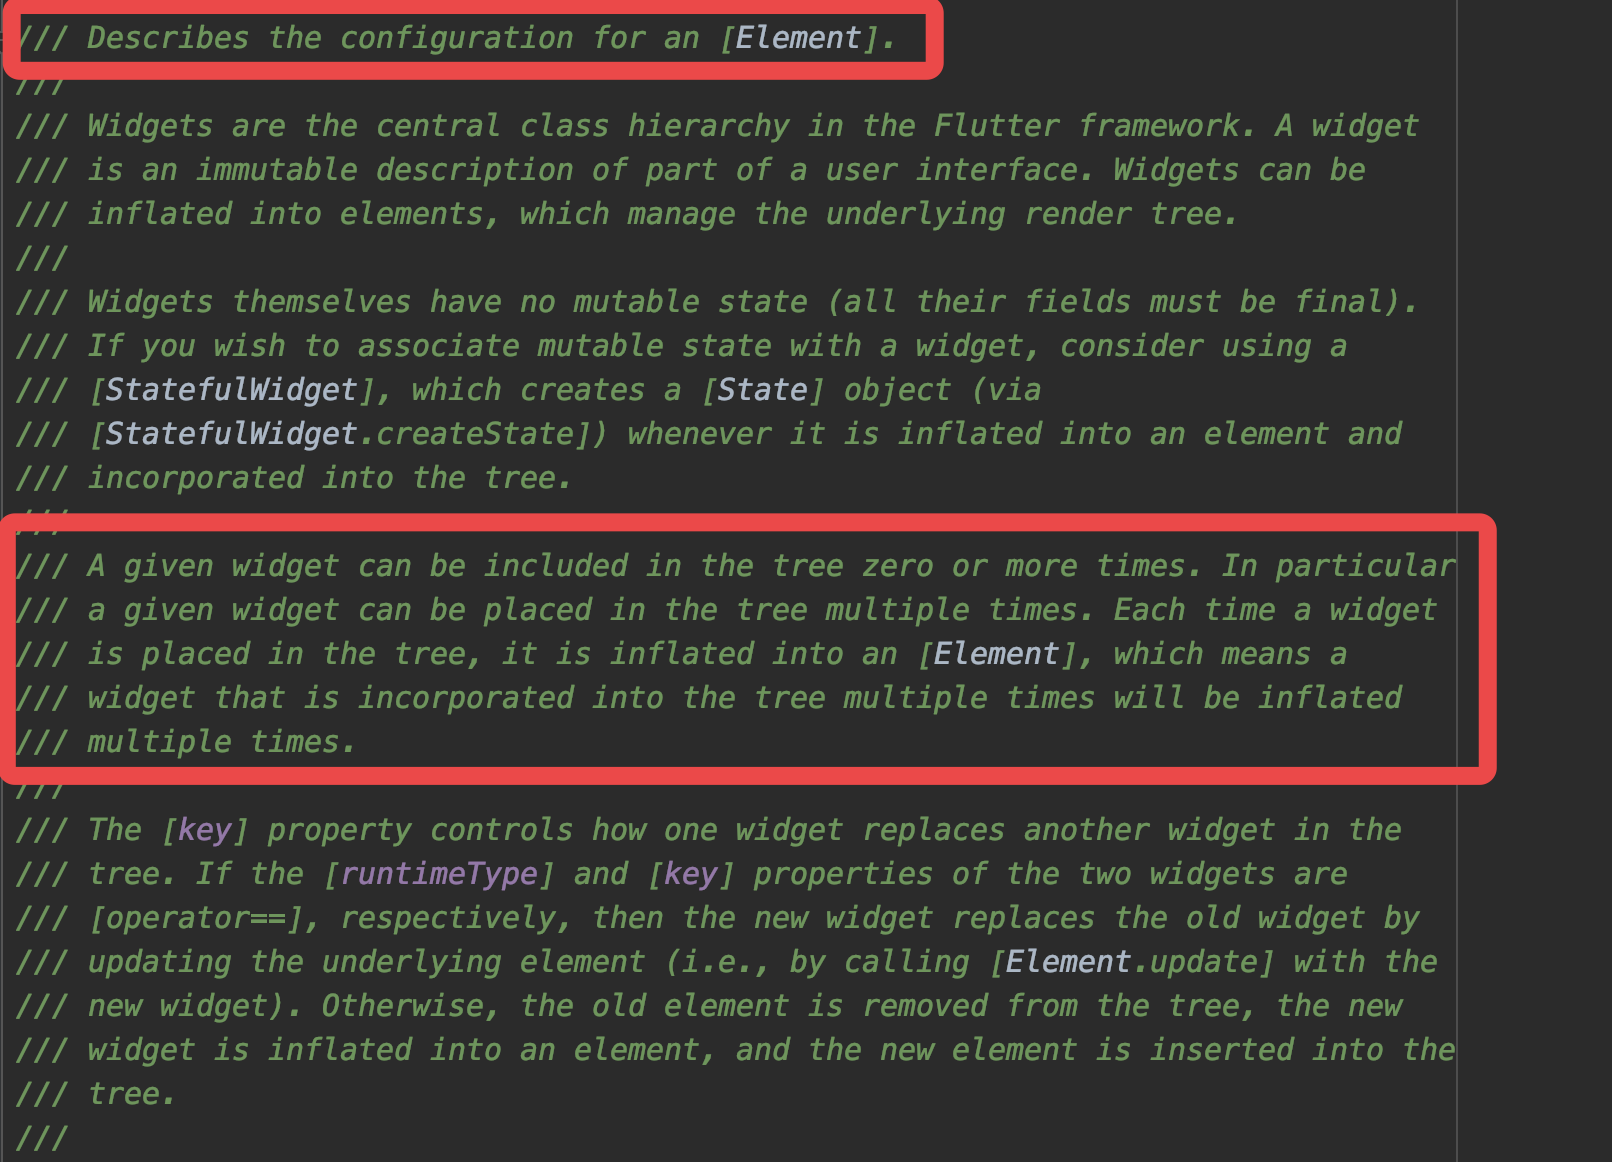 /// Describes the configuration for an [Element].
///
/// Widgets are the central class hierarchy in the Flutter framework. A widget
/// is an immutable description of part of a user interface. Widgets can be
/// inflated into elements, which manage the underlying render tree.
///
/// Widgets themselves have no mutable state (all their fields must be final).
/// If you wish to associate mutable state with a widget, consider using a
/// [StatefulWidget], which creates a [State] object (via
/// [StatefulWidget.createState]) whenever it is inflated into an element and
/// incorporated into the tree.
///
/// A given widget can be included in the tree zero or more times. In particular
/// a given widget can be placed in the tree multiple times. Each time a widget
/// is placed in the tree, it is inflated into an [Element], which means a
/// widget that is incorporated into the tree multiple times will be inflated
/// multiple times.
///
/// The [key] property controls how one widget replaces another widget in the
/// tree. If the [runtimeType] and [key] properties of the two widgets are
/// [operator==], respectively, then the new widget replaces the old widget by
/// updating the underlying element (i.e., by calling [Element.update] with the
/// new widget). Otherwise, the old element is removed from the tree, the new
/// widget is inflated into an element, and the new element is inserted into the
/// tree.
///